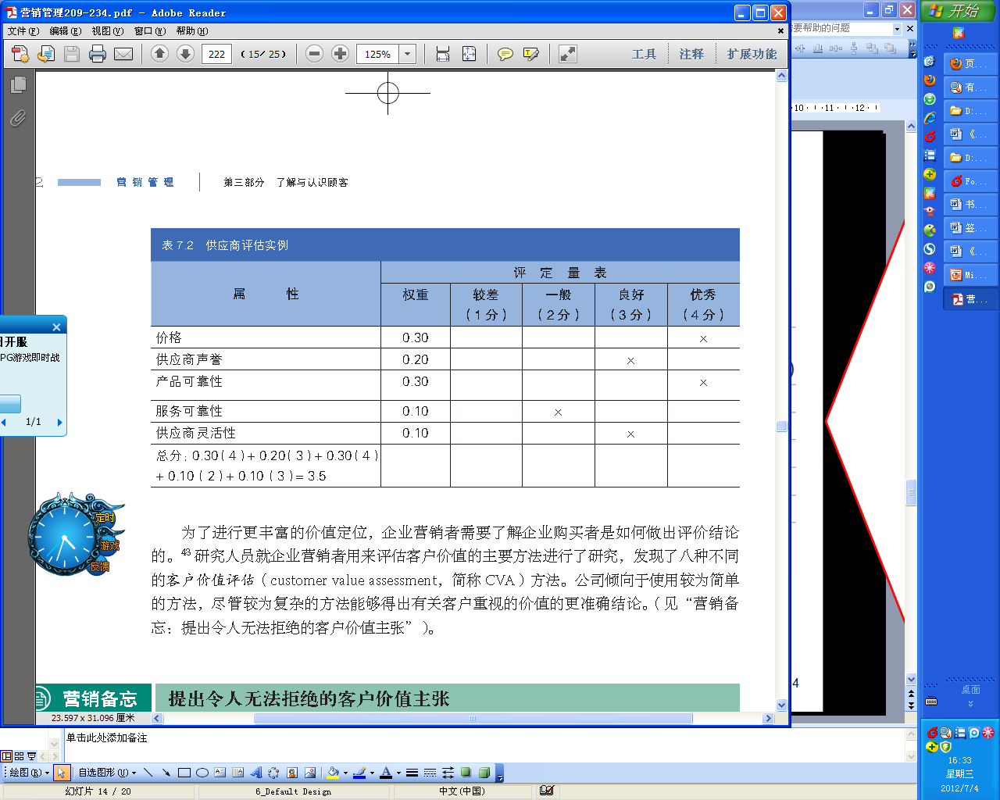 营销管理209-234.pdf - Adobe Reader
文件(F) 编辑(E) 视图(V) 窗口(W) 帮助(H)
222 (15/ 25) 125% 工具 注释 扩展功能
2 营销管理 第三部分 了解与认识顾客
表 7.2 供应商评估实例
属 性 权重 评 定 量 表
较差 一般 良好 优秀
(1分) (2分) (3分) (4分)
价格 0.30 ×
供应商声誉 0.20 ×
产品可靠性 0.30 ×
服务可靠性 0.10 ×
供应商灵活性 0.10 ×
总分: 0.30(4)+0.20(3)+0.30(4)
+0.10(2)+0.10(3)=3.5
为了进行更丰富的价值定位，企业营销者需要了解企业购买者是如何做出评价结论
的。43研究人员就企业营销者用来评估客户价值的主要方法进行了研究，发现了八种不同
的客户价值评估（customer value assessment，简称 CVA）方法。公司倾向于使用较为简单
的方法，尽管较为复杂的方法能够得出有关客户重视的价值的更准确结论。（见“营销备
忘：提出令人无法拒绝的客户价值主张”）。
营销备忘 提出令人无法拒绝的客户价值主张
23.597 x 31.096 厘米
日开服
PG游戏即时战
1/1
定时
游戏
反馈
要帮助的问题
10 11 12
4
单击此处添加备注
绘图(R) 自选图形(U)
幻灯片 14 / 20 6_Default Design 中文(中国)
开始
页...
有...
D:...
《...
D:...
Fo...
书...
签...
《...
Mi...
营...
桌面
16:33
星期三
2012/7/4